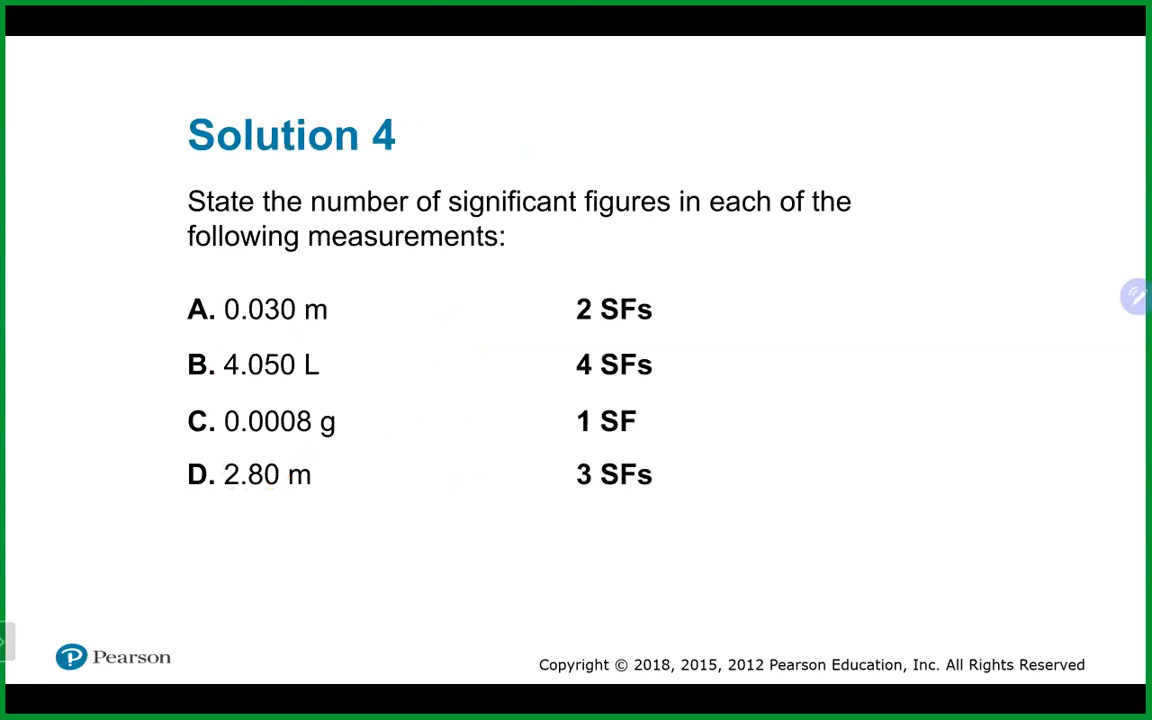 Solution 4
State the number of significant figures in each of the
following measurements:
A. 0.030 m 2 SFs
B. 4.050 L 4 SFs
C. 0.0008 g 1 SF
D. 2.80 m 3 SFs
Pearson
Copyright © 2018, 2015, 2012 Pearson Education, Inc. All Rights Reserved